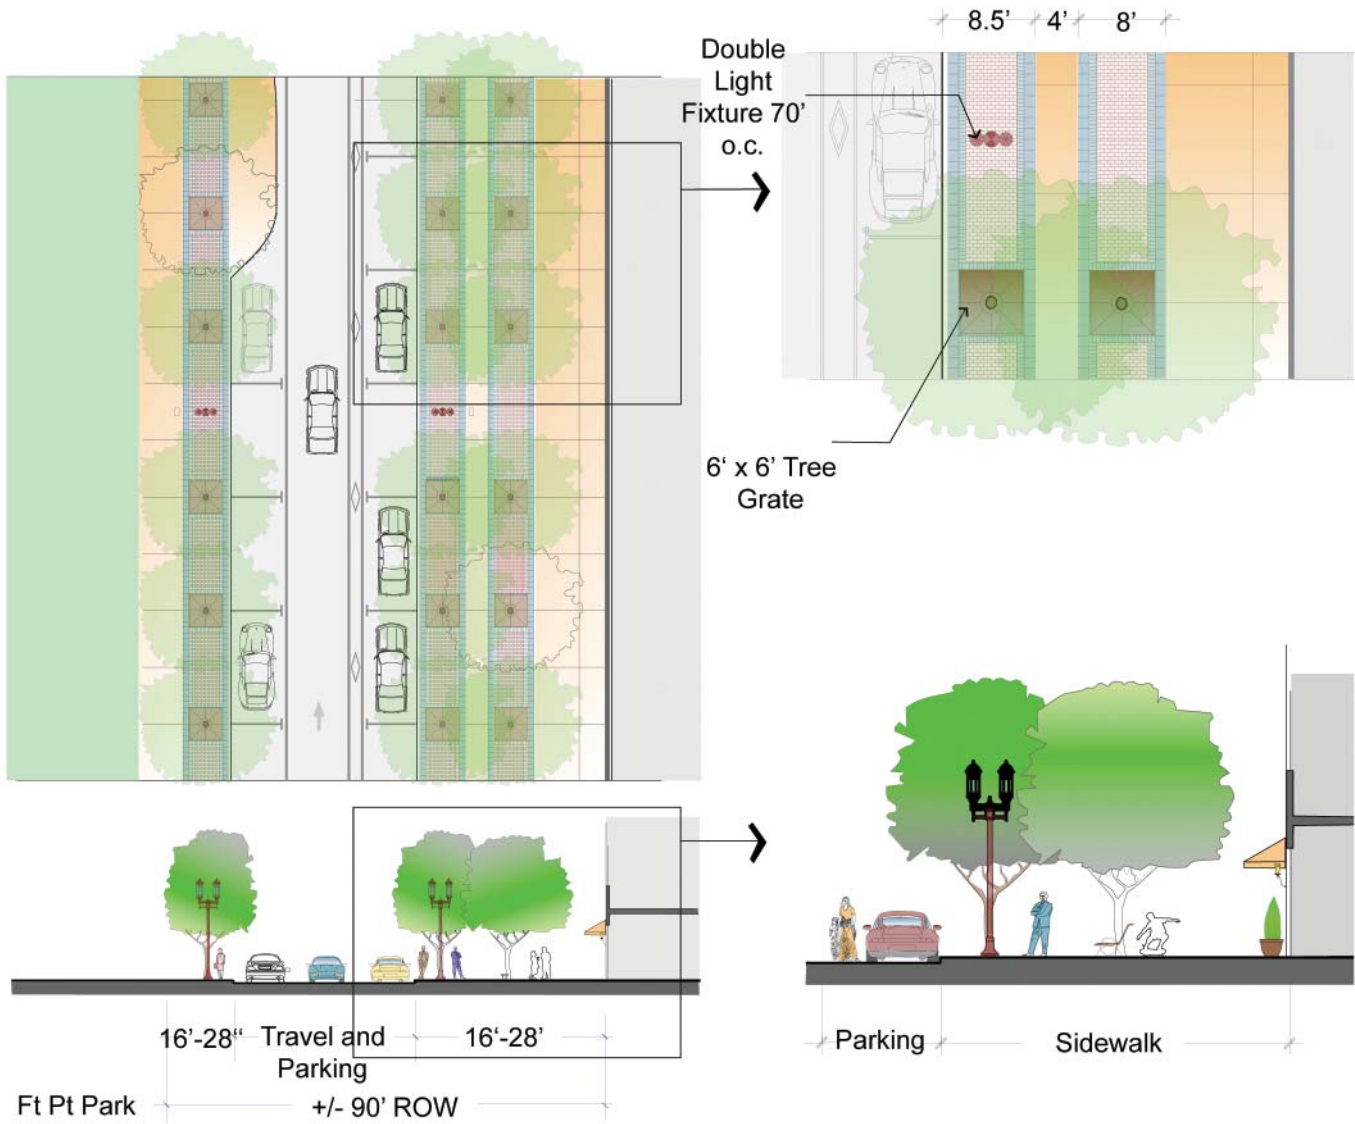 8.5’ 4’ 8’
Double
Light
Fixture 70’
o.c.
6‘ x 6’ Tree
Grate
16’-28“ Travel and 16‘-28’
Parking
Ft Pt Park +/- 90’ ROW
Parking Sidewalk